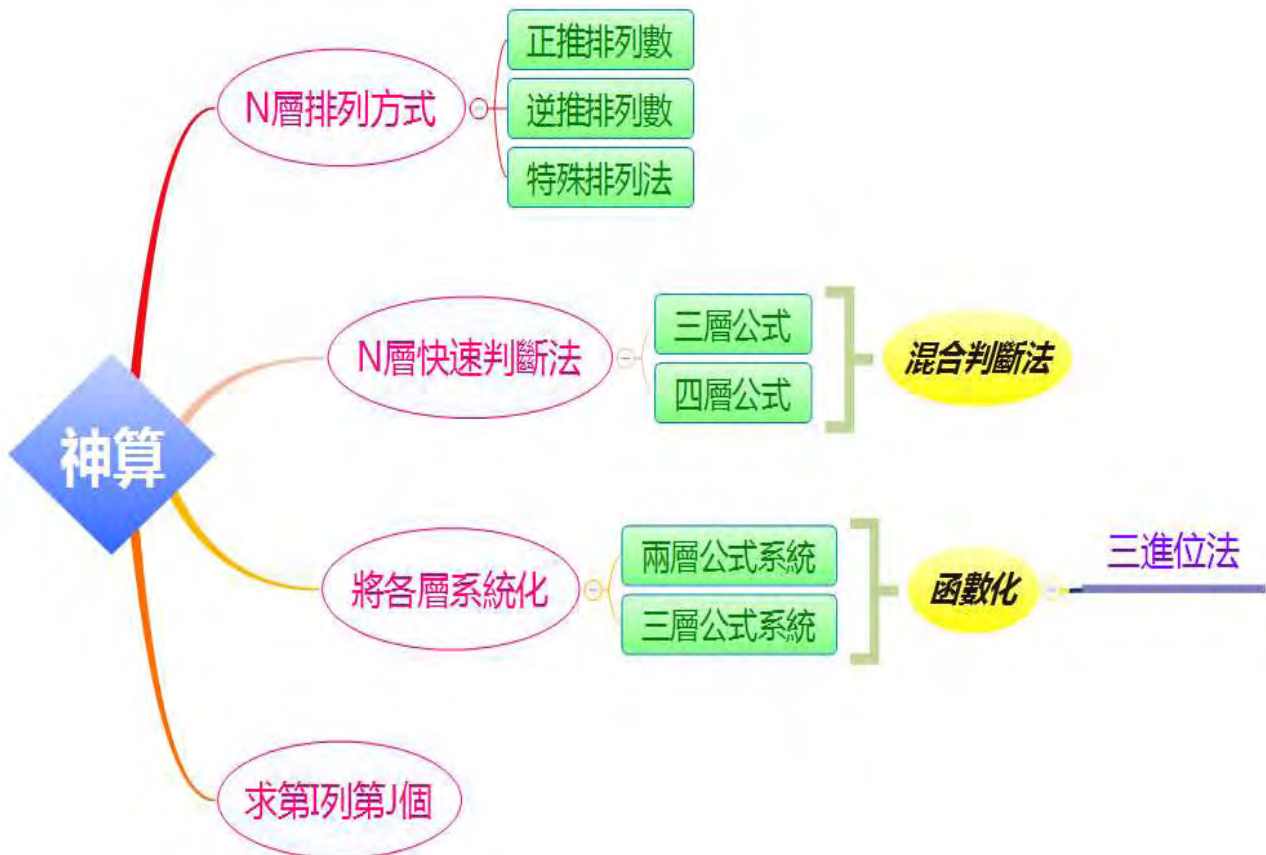 神算
N層排列方式
正推排列數
逆推排列數
特殊排列法
N層快速判斷法
三層公式
四層公式
混合判斷法
將各層系統化
兩層公式系統
三層公式系統
函數化
三進位法
求第I列第J個